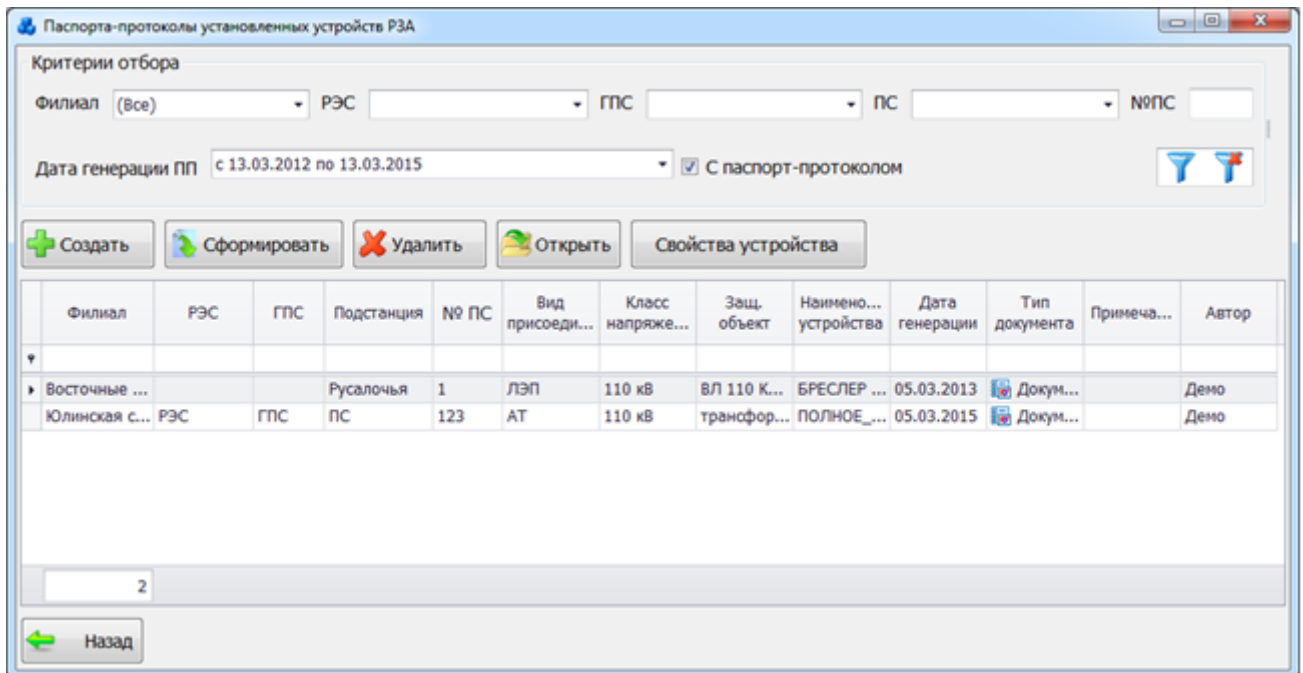 Паспорта-протоколы установленных устройств РЗА
Критерии отбора
Филиал (Все) РЭС ГПС ПС №ПС
Дата генерации ПП с 13.03.2012 по 13.03.2015 С паспорт-протоколом
Создать Сформировать Удалить Открыть Свойства устройства
Филиал РЭС ГПС Подстанция № ПС Вид присоеди... Класс напряже... Защ. объект Наимено... устройства Дата генерации Тип документа Примеча... Автор
Восточные ... Русалочья 1 ЛЭП 110 кВ ВЛ 110 К... БРЕСЛЕР ... 05.03.2013 Докум... Демо
Юлинская с... РЭС ГПС ПС 123 АТ 110 кВ трансфор... ПОЛНОЕ_... 05.03.2015 Докум... Демо
2
Назад